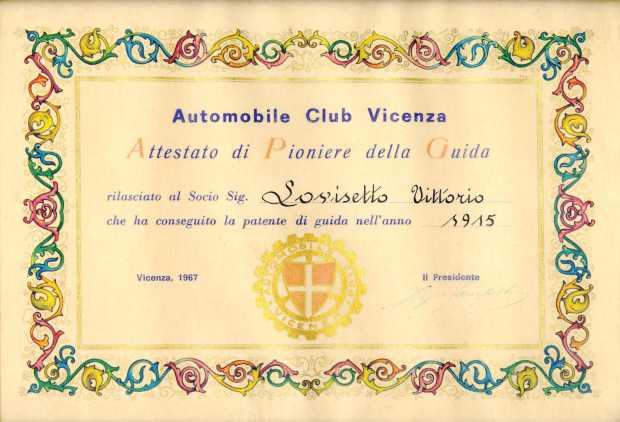 Automobile Club Vicenza
Attestato di Pioniere della Guida
rilasciato al Socio Sig. Lovisetto Vittorio
che ha conseguito la patente di guida nell'anno 1915
Vicenza, 1967
Il Presidente
VICENZA